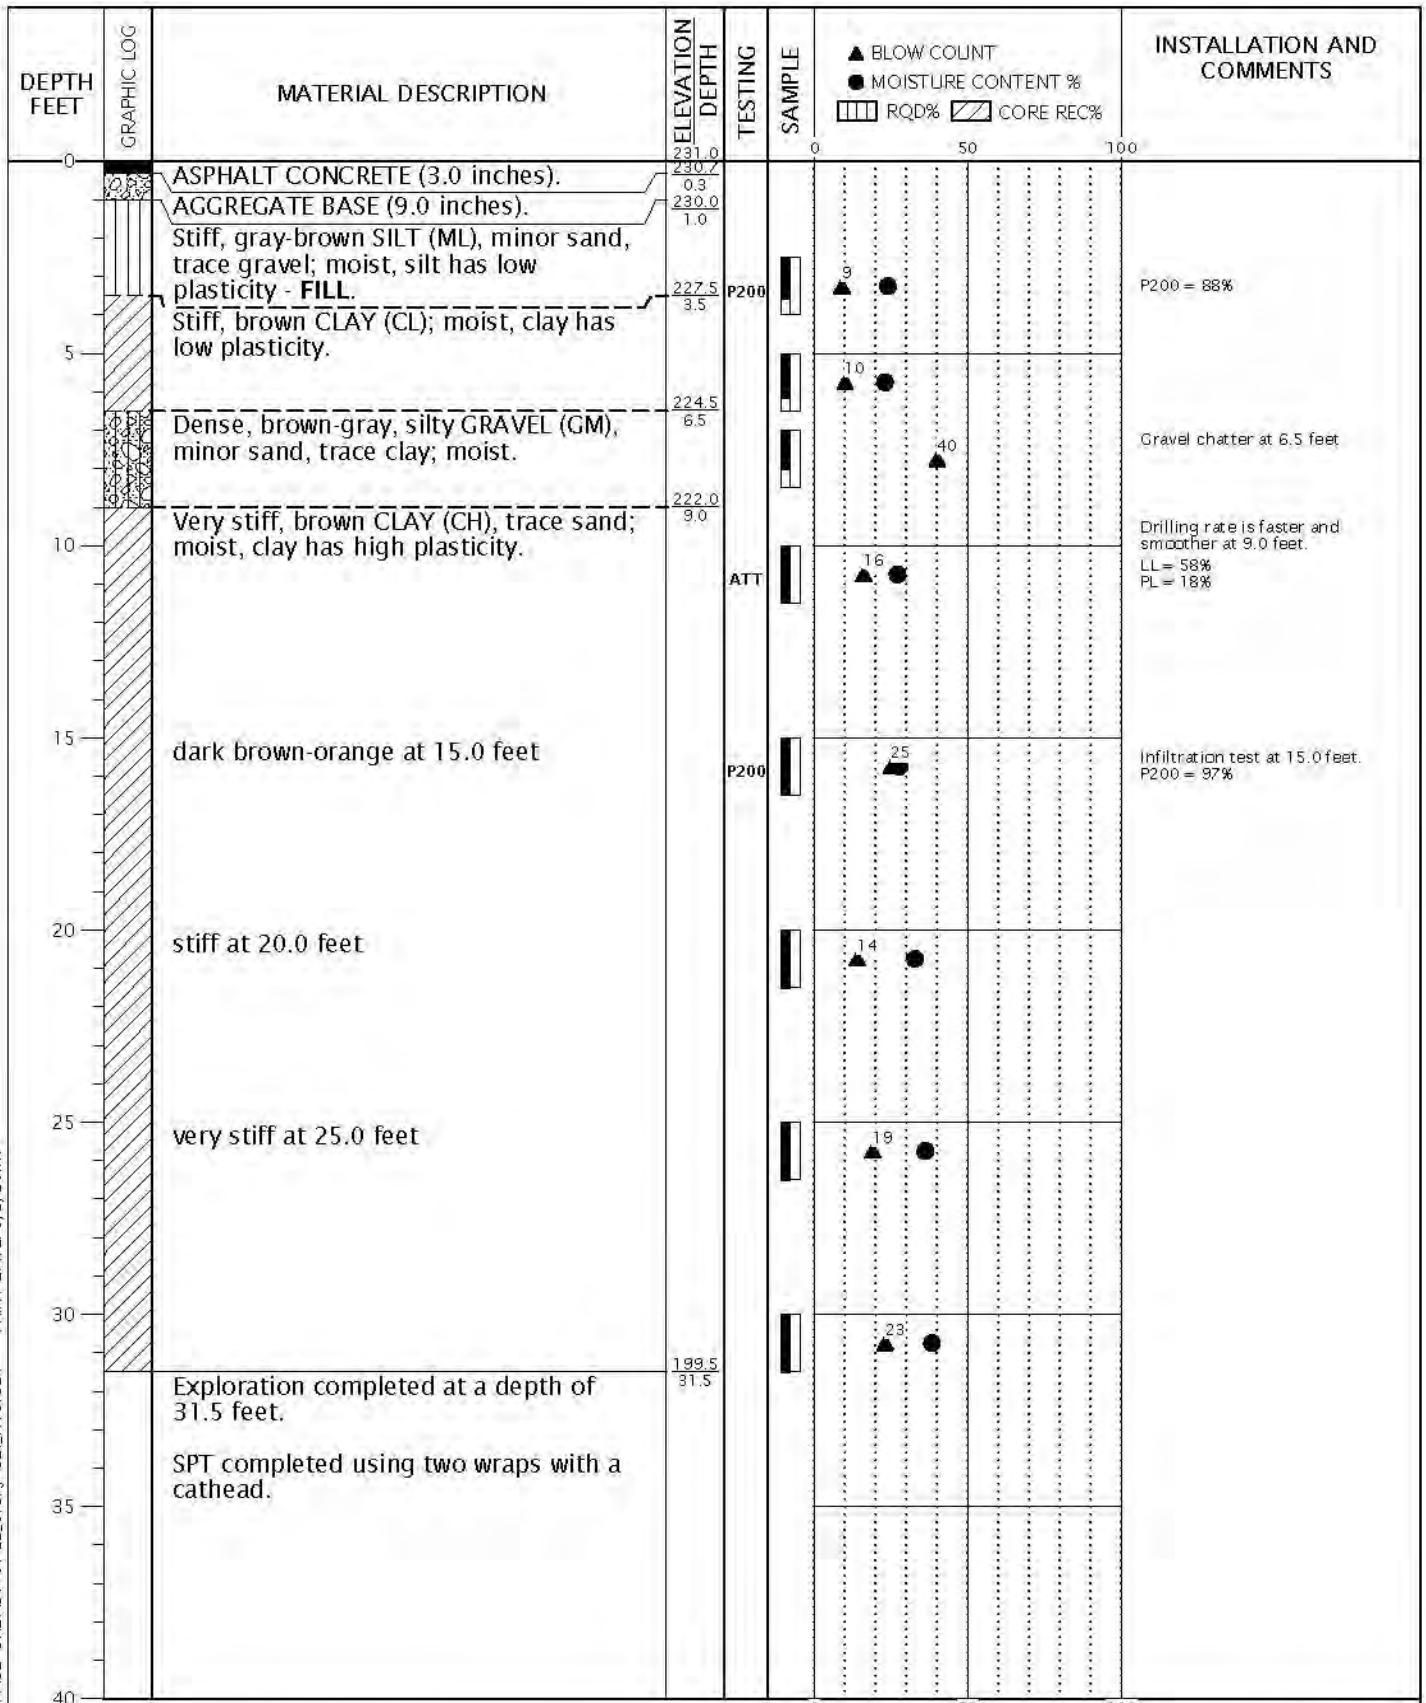 DEPTH
FEET
GRAPHIC LOG
MATERIAL DESCRIPTION
ELEVATION
DEPTH
TESTING
SAMPLE
▲ BLOW COUNT
● MOISTURE CONTENT %
RQD% CORE REC%
INSTALLATION AND
COMMENTS
0 50 100
0
231.0
ASPHALT CONCRETE (3.0 inches).
230.7
0.3
AGGREGATE BASE (9.0 inches).
230.0
1.0
Stiff, gray-brown SILT (ML), minor sand,
trace gravel; moist, silt has low
plasticity - FILL.
227.5
3.5
P200
9
P200 = 88%
Stiff, brown CLAY (CL); moist, clay has
low plasticity.
5
10
224.5
6.5
Dense, brown-gray, silty GRAVEL (GM),
minor sand, trace clay; moist.
40
Gravel chatter at 6.5 feet
222.0
9.0
Very stiff, brown CLAY (CH), trace sand;
moist, clay has high plasticity.
10
ATT
16
Drilling rate is faster and
smoother at 9.0 feet.
LL = 58%
PL = 18%
15
dark brown-orange at 15.0 feet
P200
25
Infiltration test at 15.0 feet.
P200 = 97%
20
stiff at 20.0 feet
14
25
very stiff at 25.0 feet
19
30
23
199.5
31.5
Exploration completed at a depth of
31.5 feet.
SPT completed using two wraps with a
cathead.
35
40